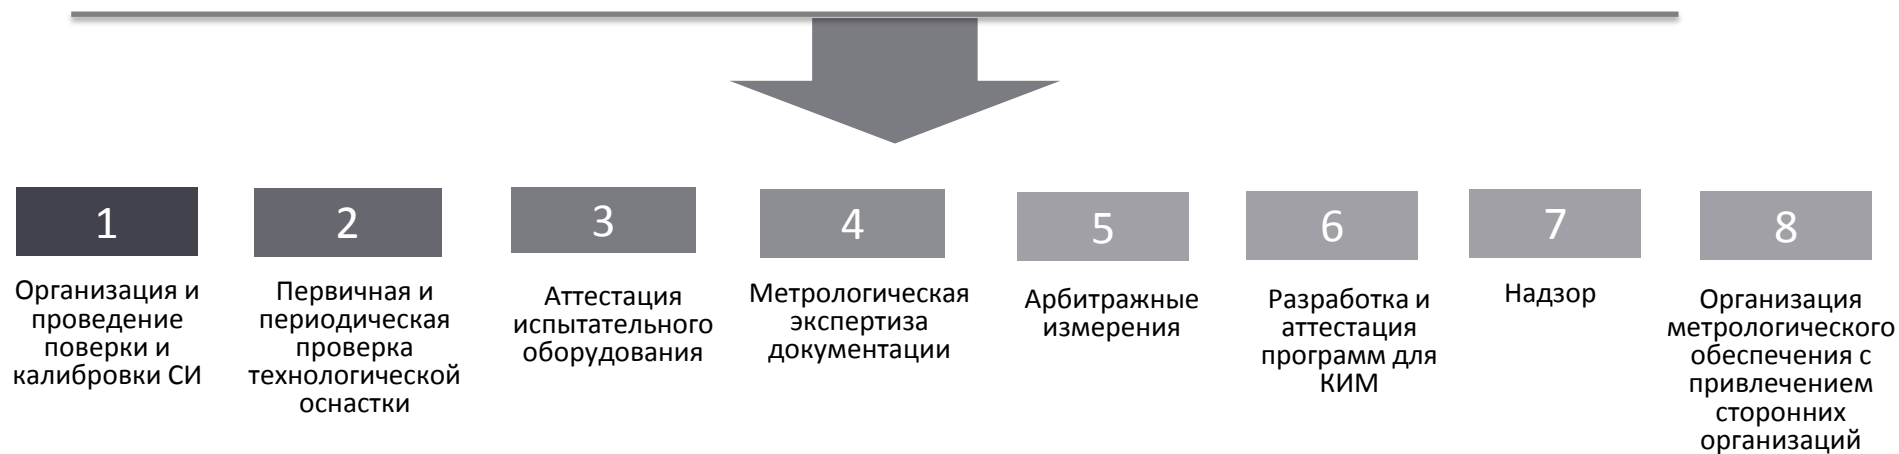 1
Организация и
проведение
поверки и
калибровки СИ
2
Первичная и
периодическая
проверка
технологической
оснастки
3
Аттестация
испытательного
оборудования
4
Метрологическая
экспертиза
документации
5
Арбитражные
измерения
6
Разработка и
аттестация
программ для
КИМ
7
Надзор
8
Организация
метрологического
обеспечения с
привлечением
сторонних
организаций